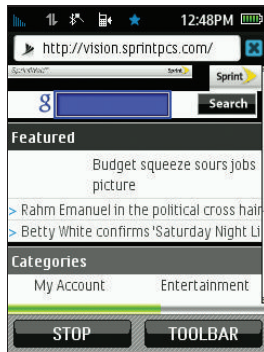 12:48PM
http://vision.sprintpcs.com/
Sprint
g Search
Featured
Budget squeeze sours jobs
picture
> Rahm Emanuel in the political cross hair
> Betty White confirms 'Saturday Night Li
Categories
My Account Entertainment
STOP TOOLBAR